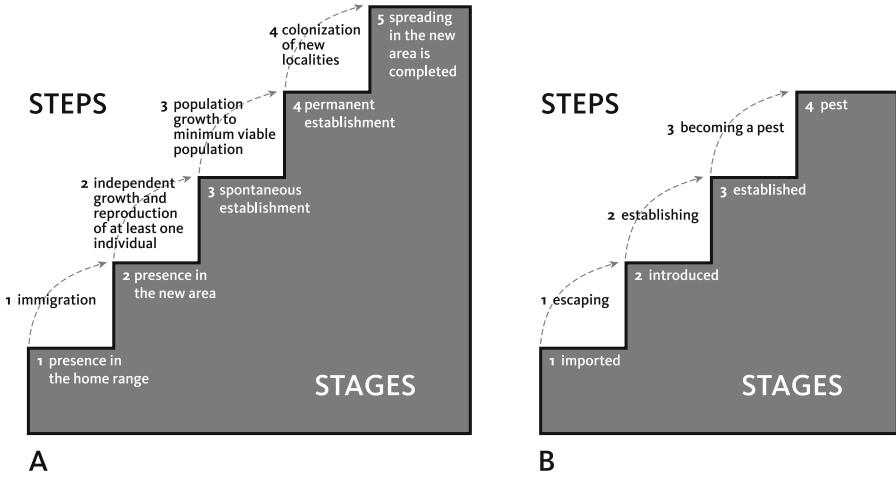 STEPS
1 immigration
2 independent
growth and
reproduction
of at least one
individual
3 population
growth to
minimum viable
population
4 colonization
of new
localities
1 presence in
the home range
2 presence in
the new area
3 spontaneous
establishment
4 permanent
establishment
5 spreading
in the new
area is
completed
STAGES
A
STEPS
1 escaping
2 establishing
3 becoming a pest
1 imported
2 introduced
3 established
4 pest
STAGES
B